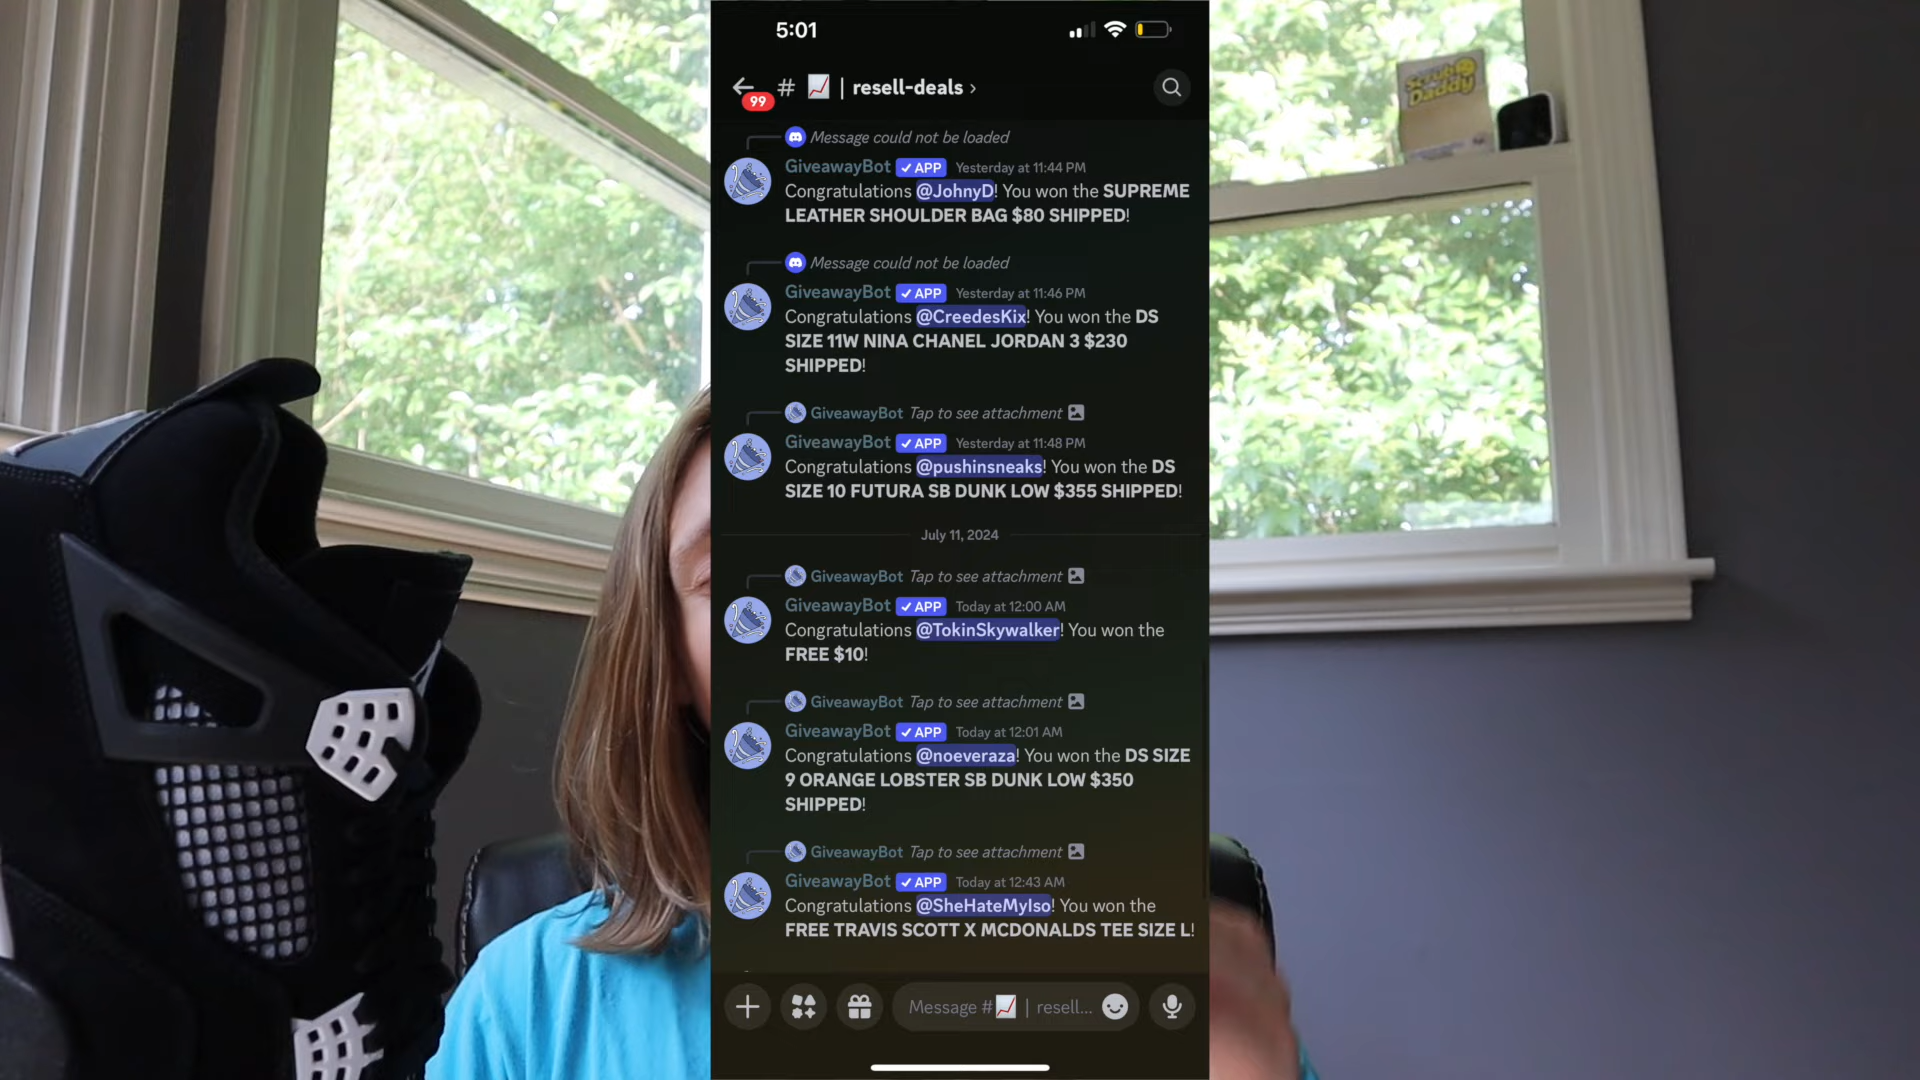 5:01
99
# 📈 | resell-deals ›
Message could not be loaded
GiveawayBot ✓ APP Yesterday at 11:44 PM
Congratulations @JohnyD! You won the SUPREME
LEATHER SHOULDER BAG $80 SHIPPED!
Message could not be loaded
GiveawayBot ✓ APP Yesterday at 11:46 PM
Congratulations @CreedesKix! You won the DS
SIZE 11W NINA CHANEL JORDAN 3 $230
SHIPPED!
GiveawayBot Tap to see attachment
GiveawayBot ✓ APP Yesterday at 11:48 PM
Congratulations @pushinsneaks! You won the DS
SIZE 10 FUTURA SB DUNK LOW $355 SHIPPED!
July 11, 2024
GiveawayBot Tap to see attachment
GiveawayBot ✓ APP Today at 12:00 AM
Congratulations @TokinSkywalker! You won the
FREE $10!
GiveawayBot Tap to see attachment
GiveawayBot ✓ APP Today at 12:01 AM
Congratulations @noeveraza! You won the DS SIZE
9 ORANGE LOBSTER SB DUNK LOW $350
SHIPPED!
GiveawayBot Tap to see attachment
GiveawayBot ✓ APP Today at 12:43 AM
Congratulations @SheHateMyIso! You won the
FREE TRAVIS SCOTT X MCDONALDS TEE SIZE L!
Message #📈 | resell...
Scrub
Daddy